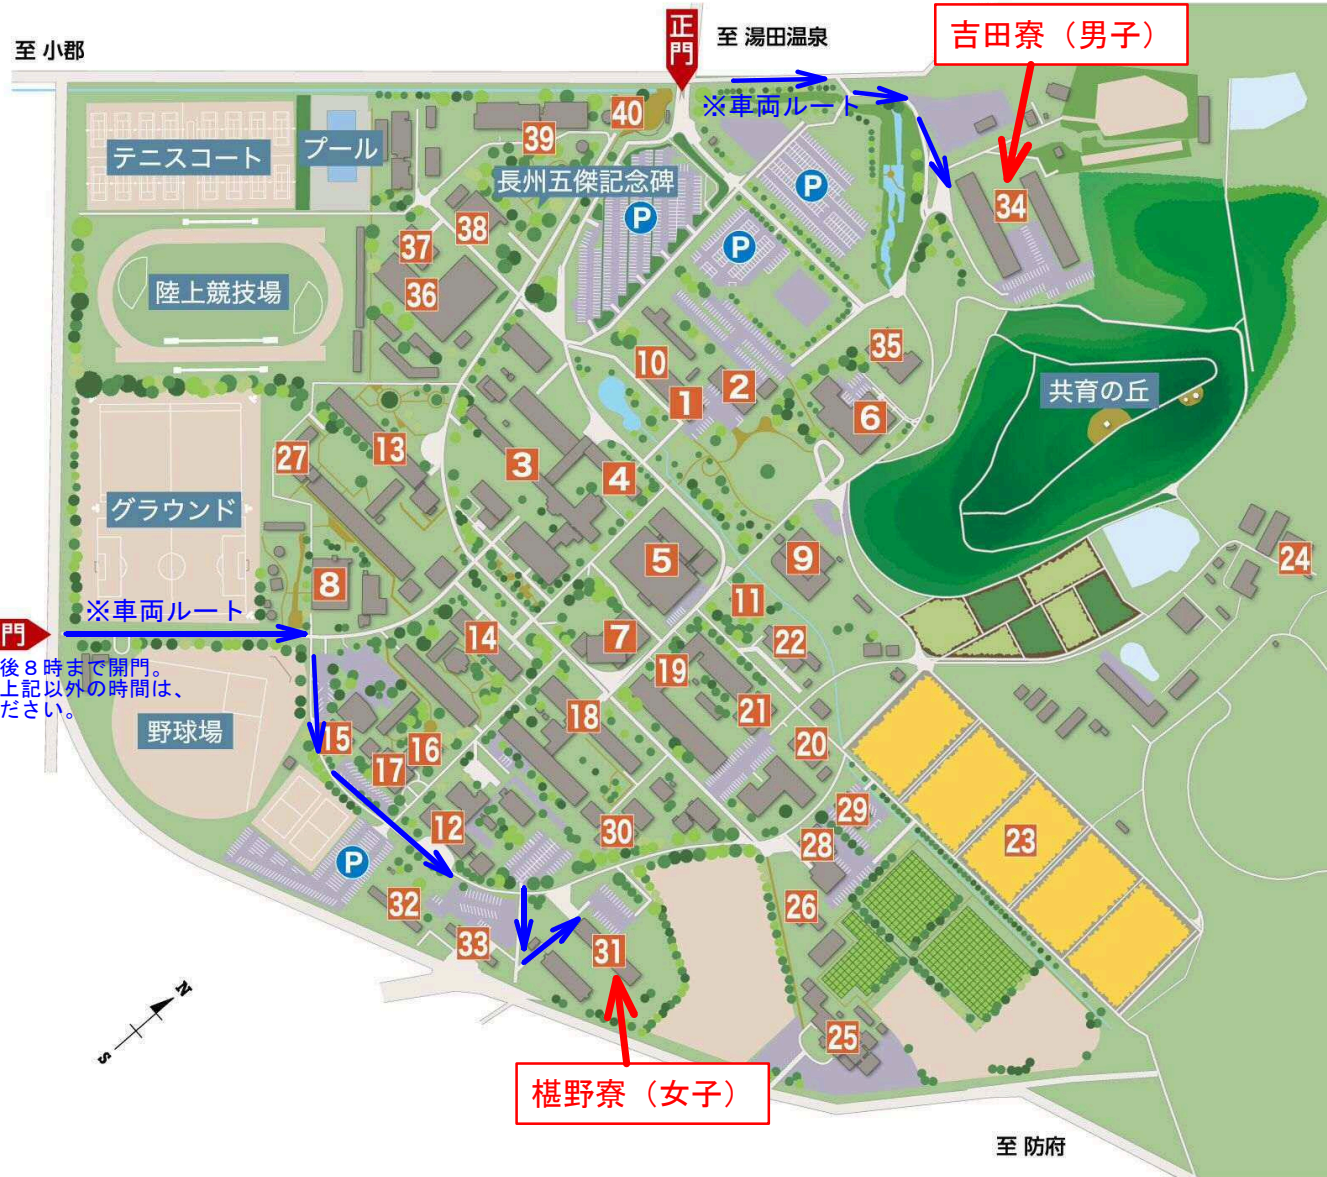 至 小郡
正門
至 湯田温泉
吉田寮（男子）
※車両ルート
40
39
テニスコート
プール
長州五傑記念碑
P
P
P
34
38
37
36
陸上競技場
35
10
2
1
6
共育の丘
13
27
3
4
グラウンド
5
9
24
8
11
※車両ルート
門
後８時まで開門。
上記以外の時間は、
ださい。
14
7
22
19
野球場
18
21
15
16
20
17
29
12
30
23
28
P
32
26
33
31
25
N
S
椹野寮（女子）
至 防府